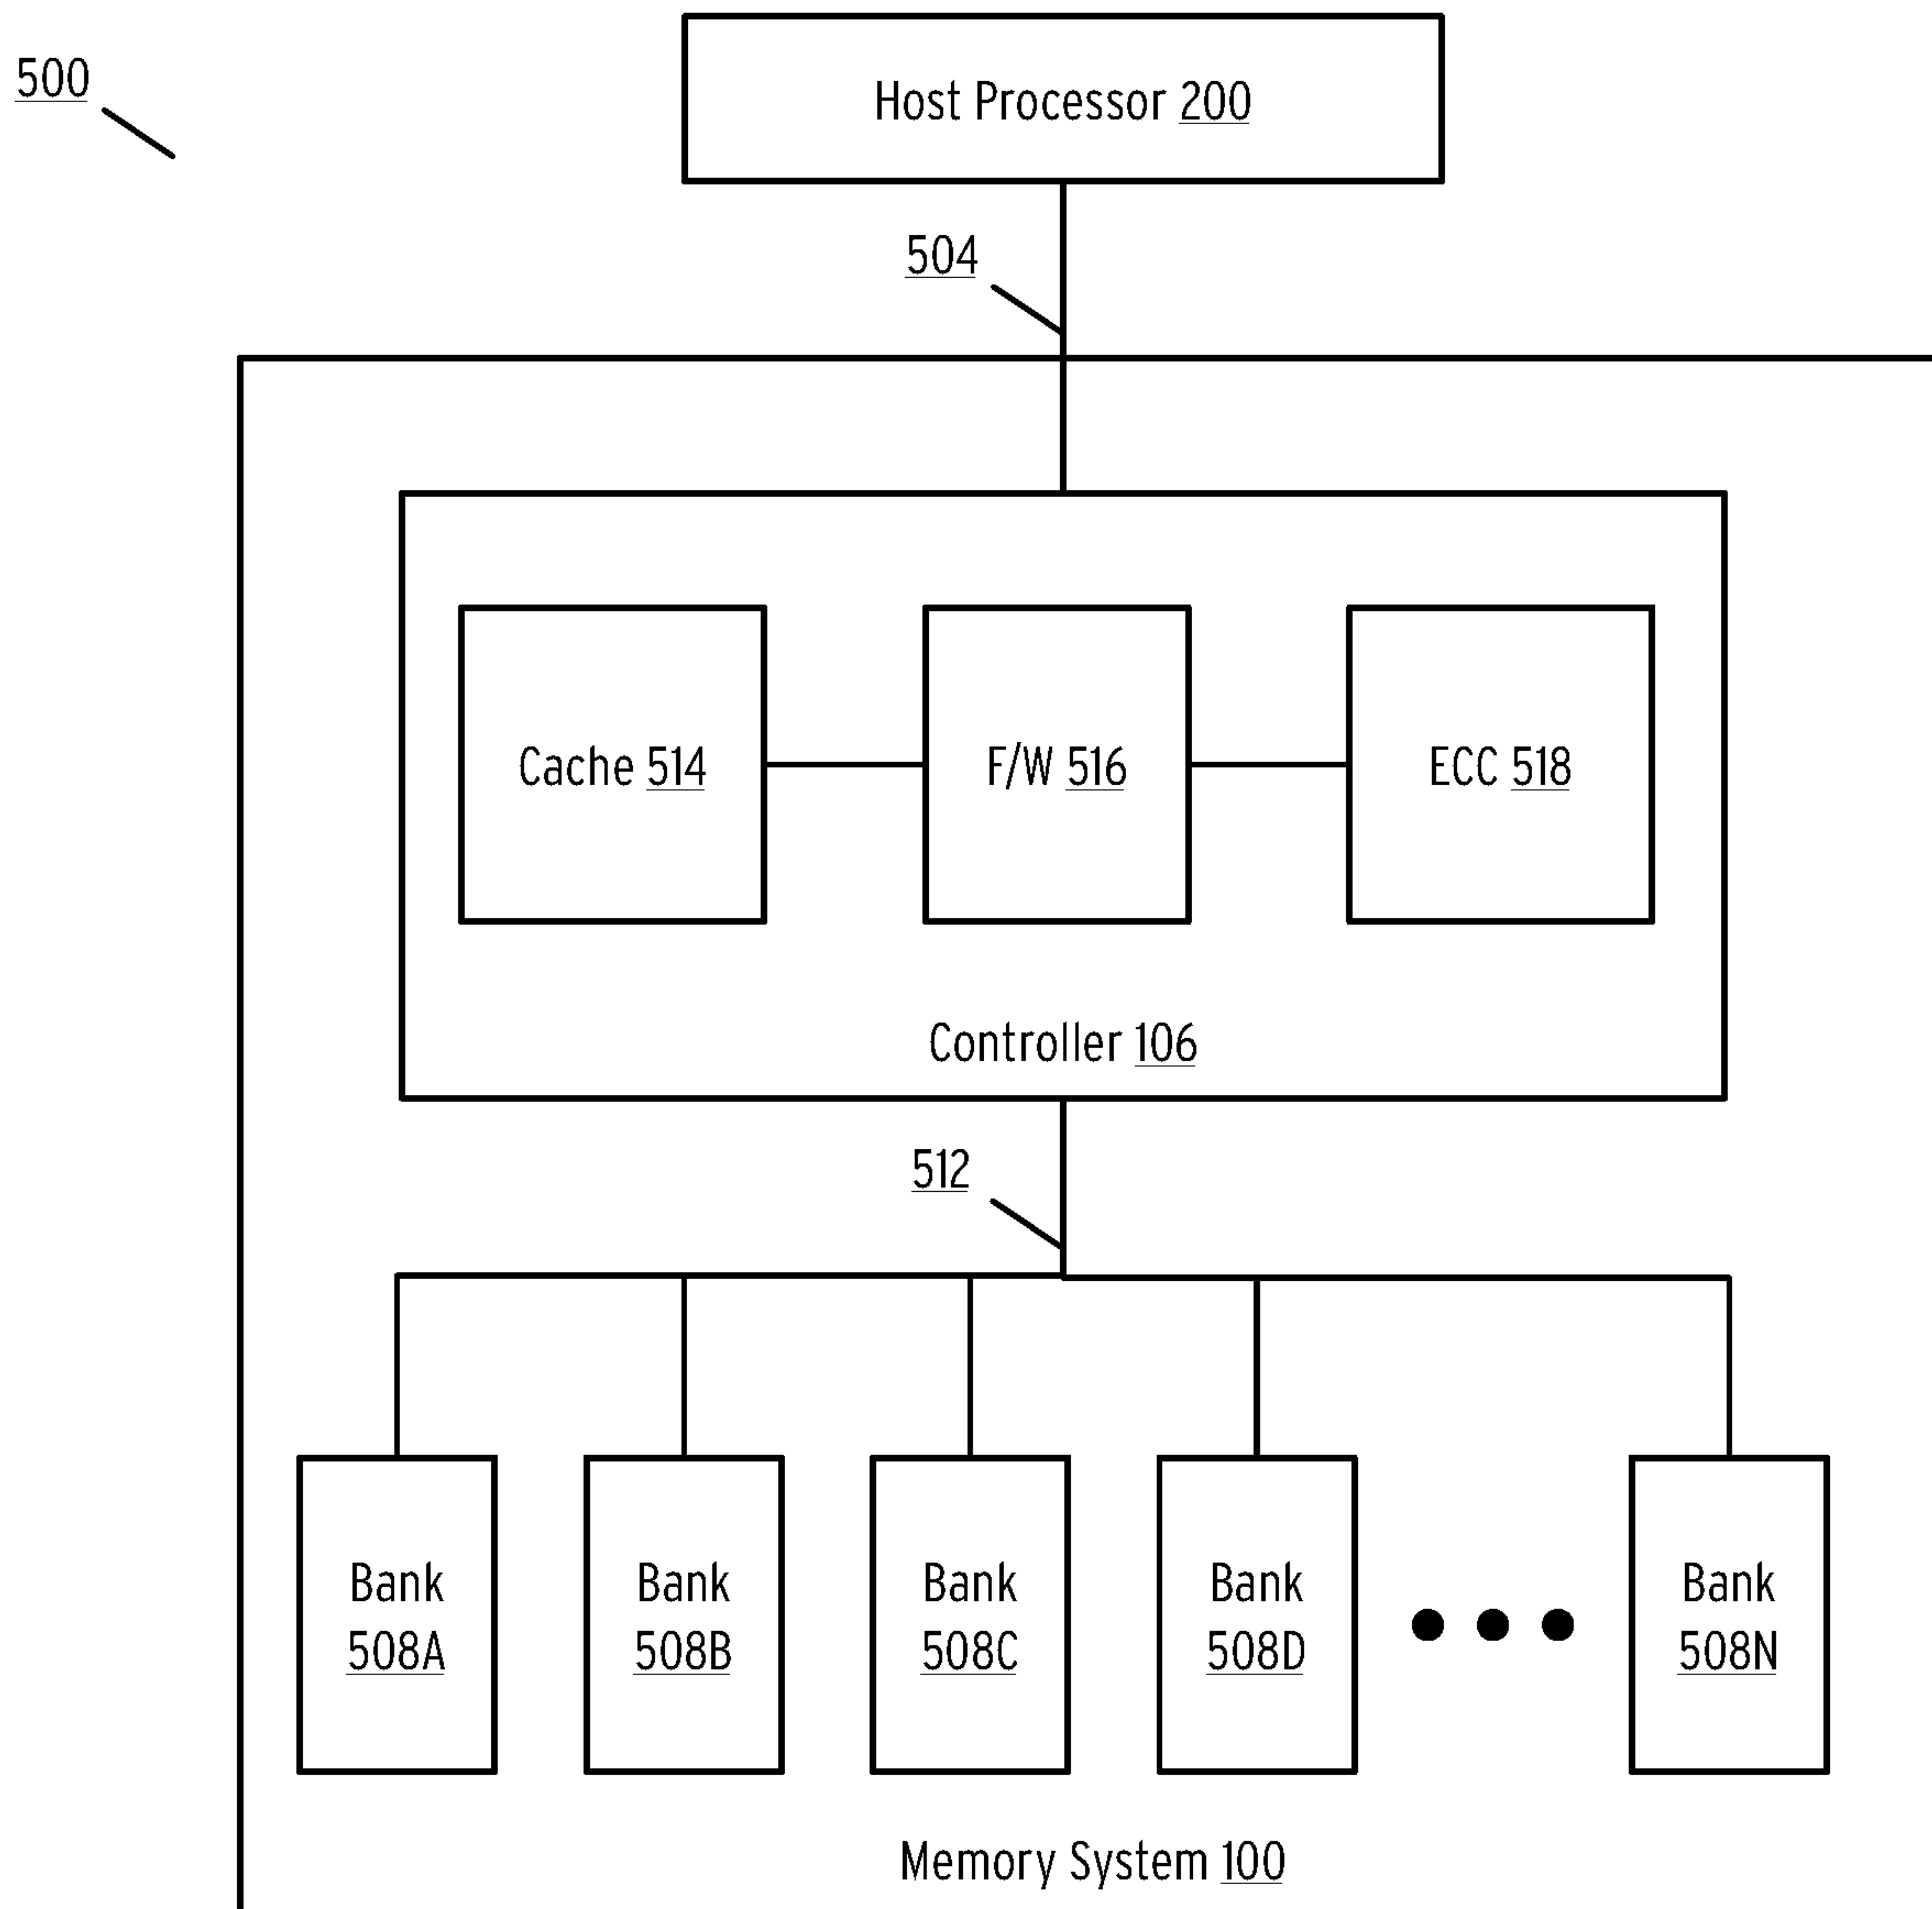 500
Host Processor 200
504
Cache 514
F/W 516
ECC 518
Controller 106
512
Bank
508A
Bank
508B
Bank
508C
Bank
508D
Bank
508N
Memory System 100